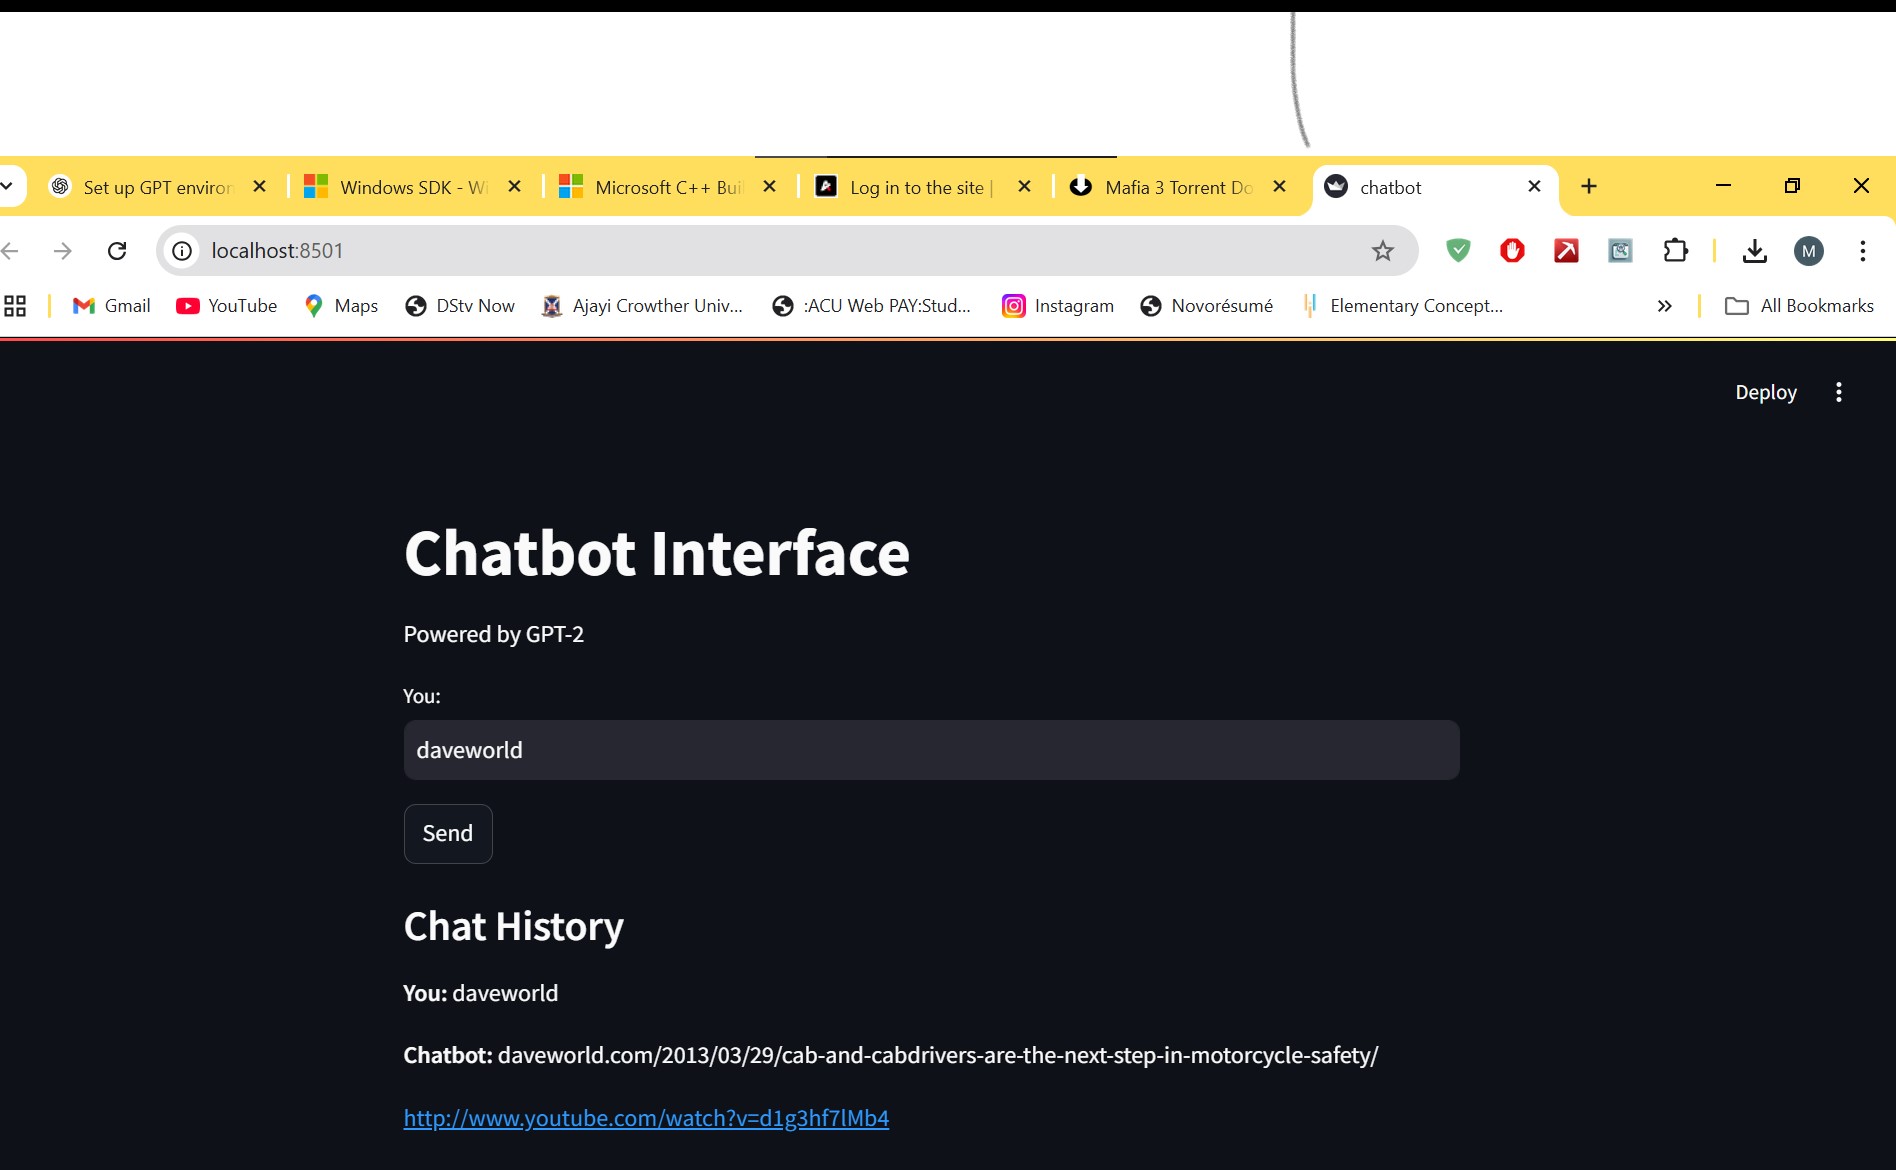 Set up GPT environ
Windows SDK - Wi
Microsoft C++ Buil
Log in to the site |
Mafia 3 Torrent Do
chatbot
localhost:8501
M
Gmail
YouTube
Maps
DStv Now
Ajayi Crowther Univ...
:ACU Web PAY:Stud...
Instagram
Novorésumé
Elementary Concept...
All Bookmarks
Deploy
Chatbot Interface
Powered by GPT-2
You:
daveworld
Send
Chat History
You: daveworld
Chatbot: daveworld.com/2013/03/29/cab-and-cabdrivers-are-the-next-step-in-motorcycle-safety/
http://www.youtube.com/watch?v=d1g3hf7lMb4